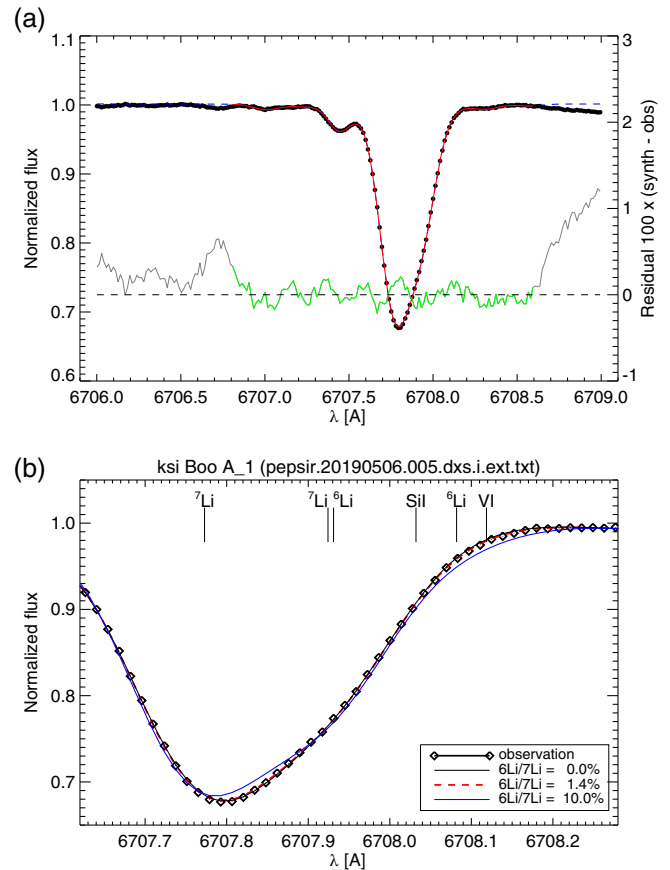 (a)
1.1
1.0
0.9
0.8
0.7
0.6
Normalized flux
3
2
1
0
-1
Residual 100 x (synth - obs)
6706.0 6706.5 6707.0 6707.5 6708.0 6708.5 6709.0
λ [A]
(b)
ksi Boo A_1 (pepsir.20190506.005.dxs.i.ext.txt)
⁷Li ⁷Li ⁶Li SiI ⁶Li VI
1.0
0.9
0.8
0.7
Normalized flux
observation
6Li/7Li = 0.0%
6Li/7Li = 1.4%
6Li/7Li = 10.0%
6707.7 6707.8 6707.9 6708.0 6708.1 6708.2
λ [A]